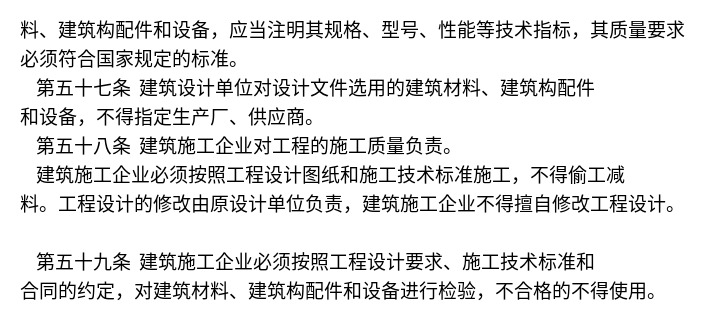 料、建筑构配件和设备，应当注明其规格、型号、性能等技术指标，其质量要求
必须符合国家规定的标准。
第五十七条 建筑设计单位对设计文件选用的建筑材料、建筑构配件
和设备，不得指定生产厂、供应商。
第五十八条 建筑施工企业对工程的施工质量负责。
建筑施工企业必须按照工程设计图纸和施工技术标准施工，不得偷工减
料。工程设计的修改由原设计单位负责，建筑施工企业不得擅自修改工程设计。
第五十九条 建筑施工企业必须按照工程设计要求、施工技术标准和
合同的约定，对建筑材料、建筑构配件和设备进行检验，不合格的不得使用。